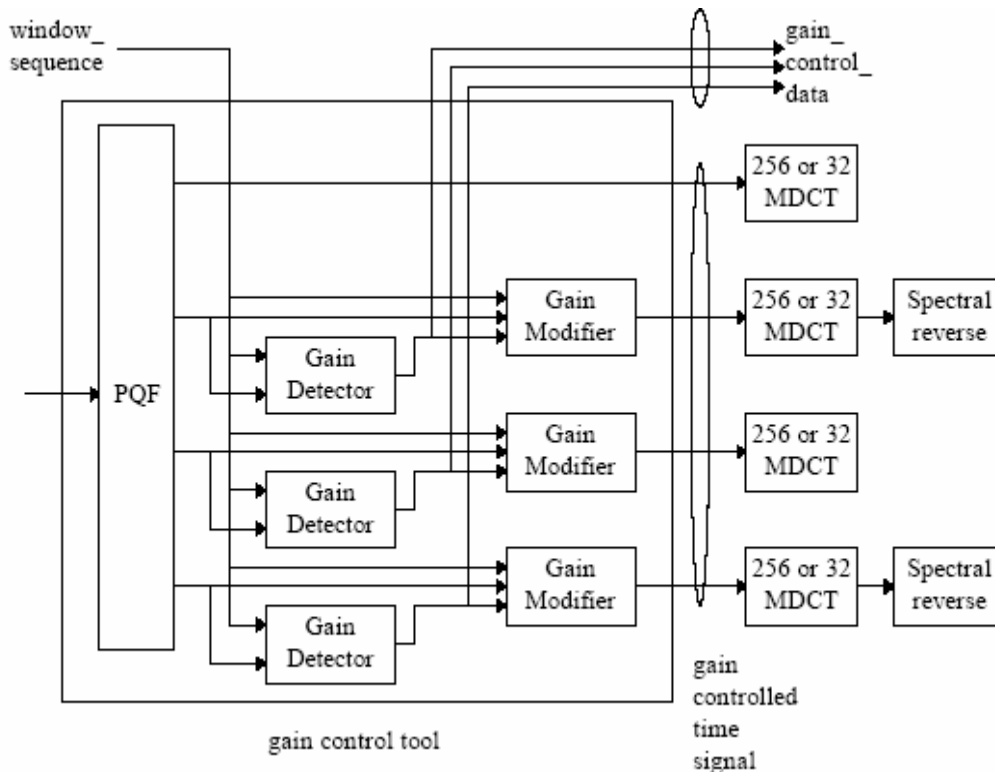 window_
sequence
gain_
control_
data
PQF
256 or 32
MDCT
Gain
Modifier
256 or 32
MDCT
Spectral
reverse
Gain
Detector
Gain
Modifier
256 or 32
MDCT
Gain
Detector
Gain
Modifier
256 or 32
MDCT
Spectral
reverse
Gain
Detector
gain
controlled
time
signal
gain control tool